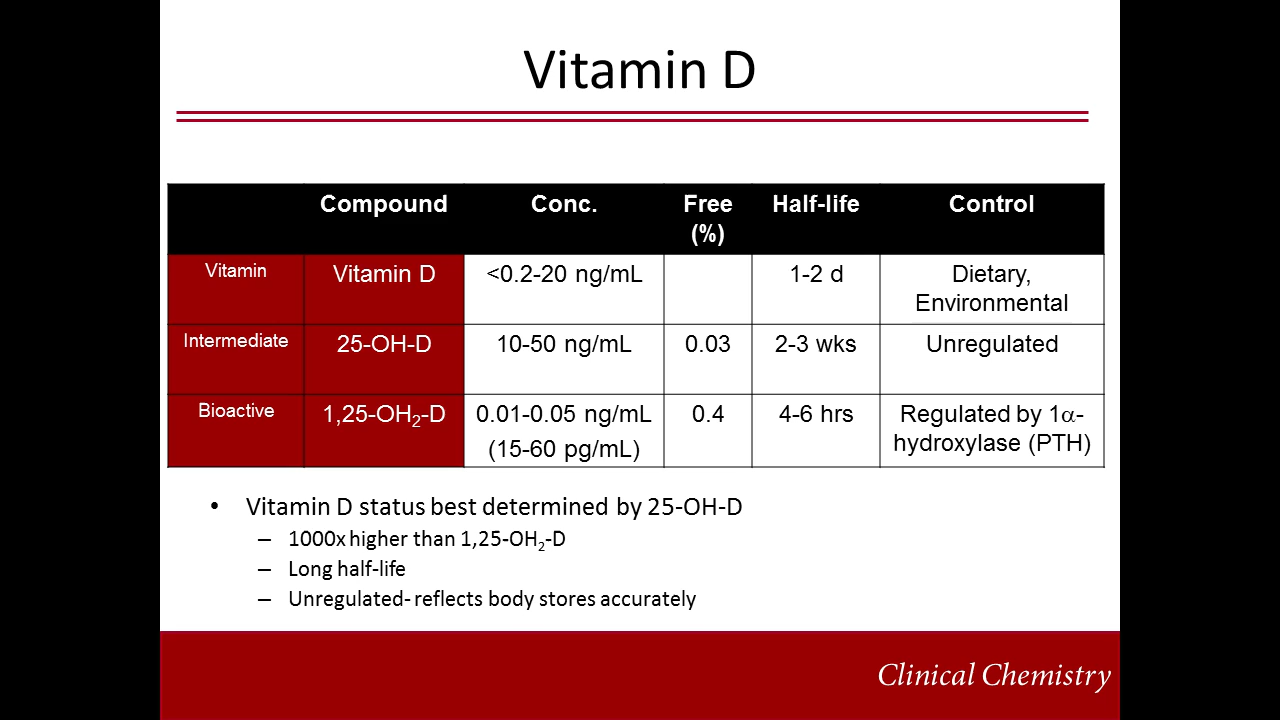 Vitamin D
Compound Conc. Free (%) Half-life Control
Vitamin Vitamin D <0.2-20 ng/mL 1-2 d Dietary, Environmental
Intermediate 25-OH-D 10-50 ng/mL 0.03 2-3 wks Unregulated
Bioactive 1,25-OH₂-D 0.01-0.05 ng/mL (15-60 pg/mL) 0.4 4-6 hrs Regulated by 1α-hydroxylase (PTH)
• Vitamin D status best determined by 25-OH-D
– 1000x higher than 1,25-OH₂-D
– Long half-life
– Unregulated- reflects body stores accurately
Clinical Chemistry